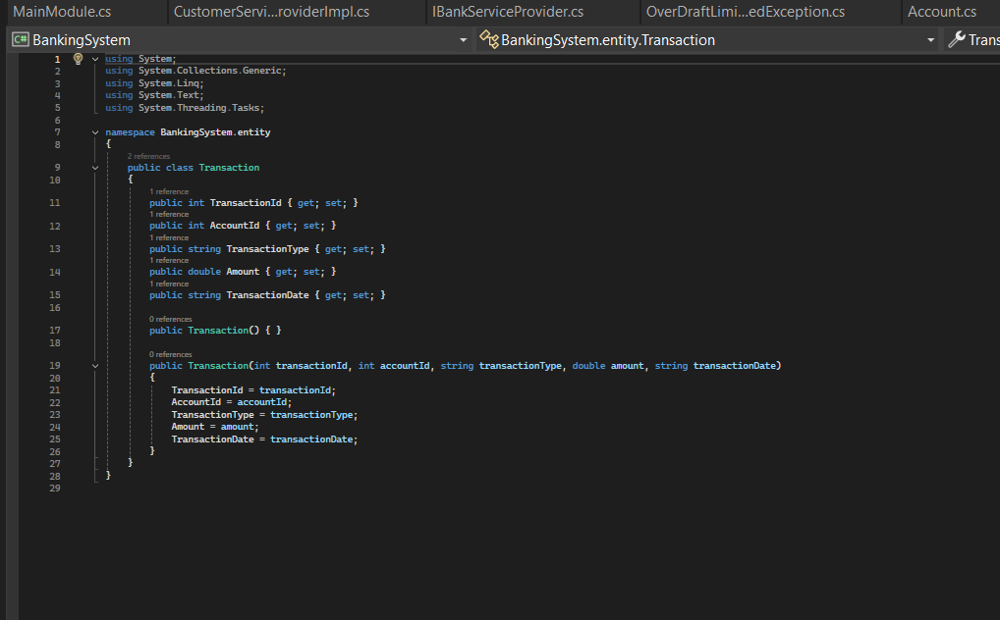 MainModule.cs CustomerServi...roviderImpl.cs IBankServiceProvider.cs OverDraftLimi...edException.cs Account.cs
C# BankingSystem BankingSystem.entity.Transaction Trans
1 using System;
2 using System.Collections.Generic;
3 using System.Linq;
4 using System.Text;
5 using System.Threading.Tasks;
6
7 namespace BankingSystem.entity
8 {
2 references
9 public class Transaction
10 {
1 reference
11 public int TransactionId { get; set; }
1 reference
12 public int AccountId { get; set; }
1 reference
13 public string TransactionType { get; set; }
1 reference
14 public double Amount { get; set; }
1 reference
15 public string TransactionDate { get; set; }
16
0 references
17 public Transaction() { }
18
0 references
19 public Transaction(int transactionId, int accountId, string transactionType, double amount, string transactionDate)
20 {
21 TransactionId = transactionId;
22 AccountId = accountId;
23 TransactionType = transactionType;
24 Amount = amount;
25 TransactionDate = transactionDate;
26 }
27 }
28 }
29